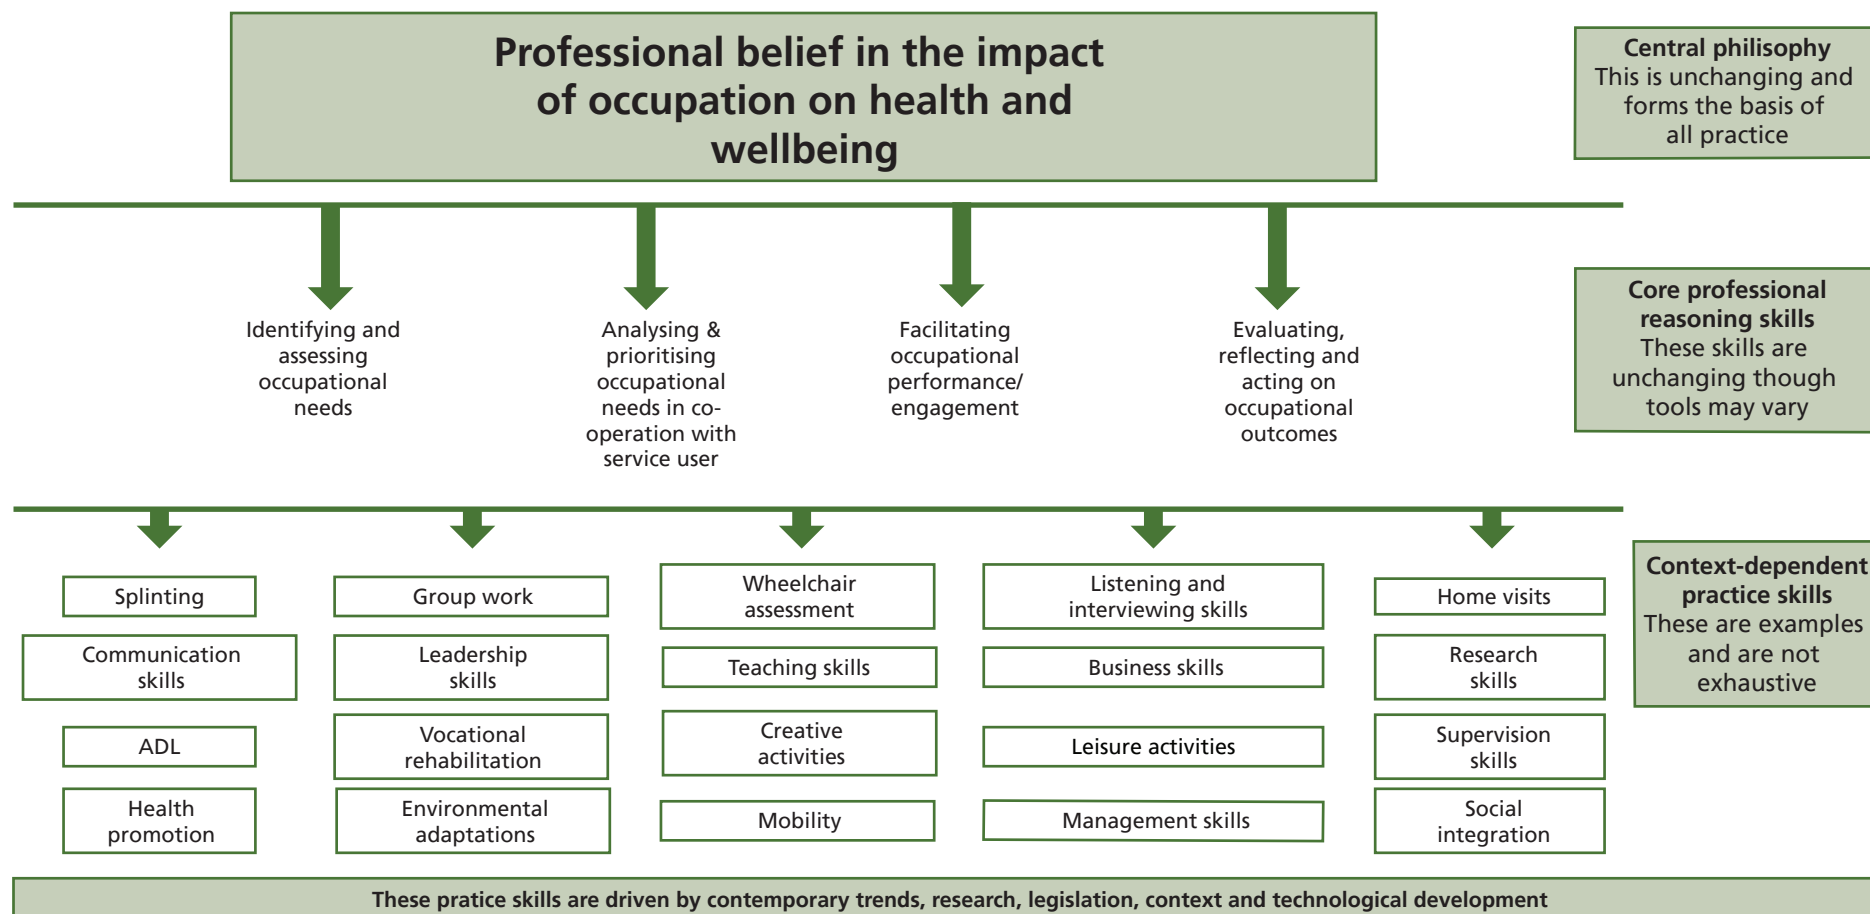 Professional belief in the impact
of occupation on health and
wellbeing
Central philisophy
This is unchanging and
forms the basis of
all practice
Identifying and
assessing
occupational
needs
Analysing &
prioritising
occupational
needs in co-
operation with
service user
Facilitating
occupational
performance/
engagement
Evaluating,
reflecting and
acting on
occupational
outcomes
Core professional
reasoning skills
These skills are
unchanging though
tools may vary
Splinting
Group work
Wheelchair
assessment
Listening and
interviewing skills
Home visits
Communication
skills
Leadership
skills
Teaching skills
Business skills
Research
skills
ADL
Vocational
rehabilitation
Creative
activities
Leisure activities
Supervision
skills
Health
promotion
Environmental
adaptations
Mobility
Management skills
Social
integration
Context-dependent
practice skills
These are examples
and are not
exhaustive
These pratice skills are driven by contemporary trends, research, legislation, context and technological development